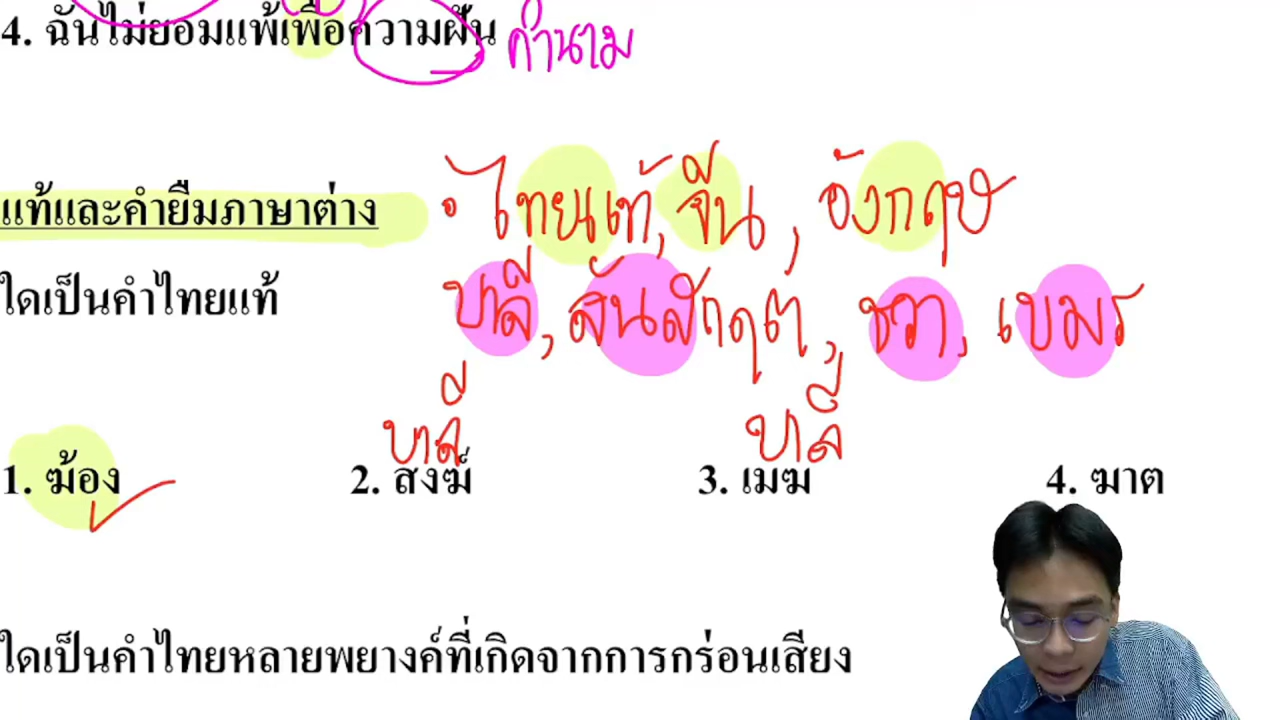 4. ฉันไม่ยอมแพ้เพื่อความฝัน คำนาม
แท้และคำยืมภาษาต่าง • ไทยแท้, จีน, อังกฤษ
ใดเป็นคำไทยแท้ บาลี, สันสกฤต, ชวา, เขมร
บาลี บาลี
1. ฆ้อง 2. สงฆ์ 3. เมฆ 4. ฆาต
ใดเป็นคำไทยหลายพยางค์ที่เกิดจากการกร่อนเสียง